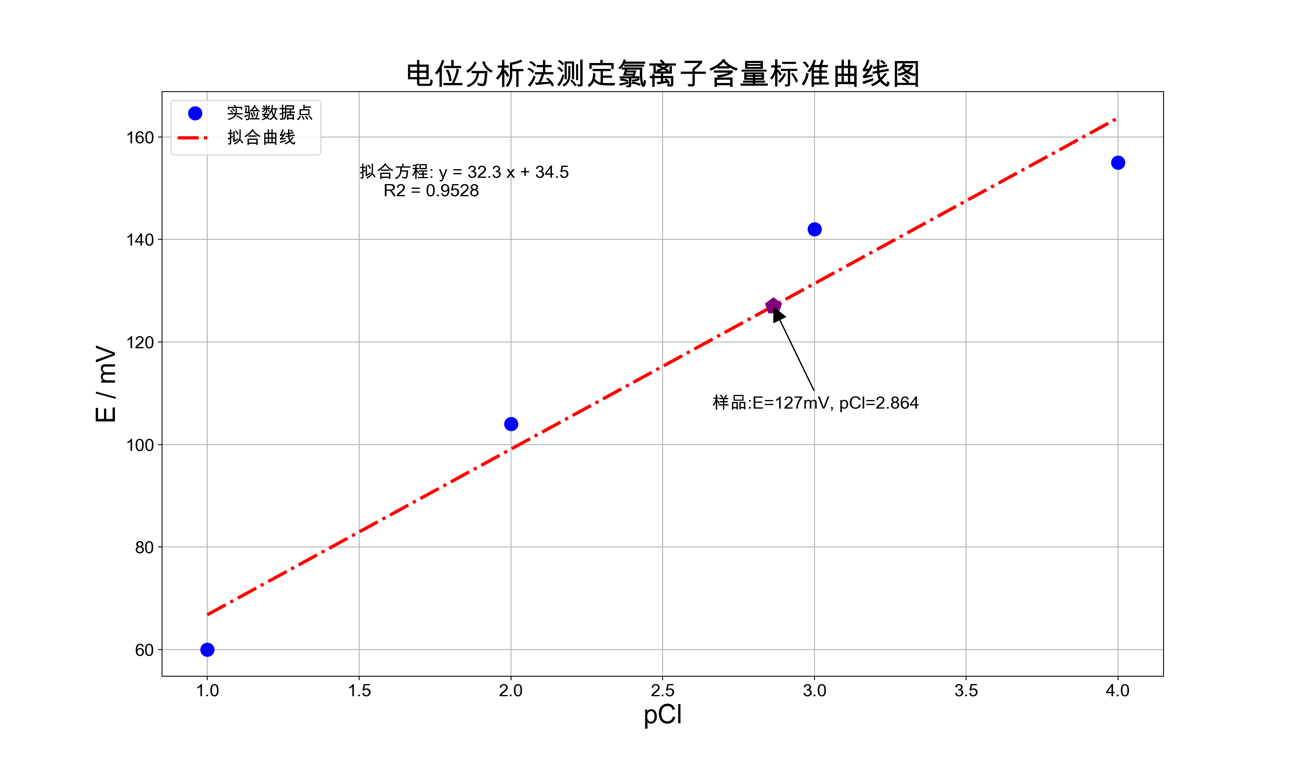 电位分析法测定氯离子含量标准曲线图
实验数据点
拟合曲线
拟合方程: y = 32.3 x + 34.5
R2 = 0.9528
样品:E=127mV, pCl=2.864
E / mV
160
140
120
100
80
60
1.0 1.5 2.0 2.5 3.0 3.5 4.0
pCl